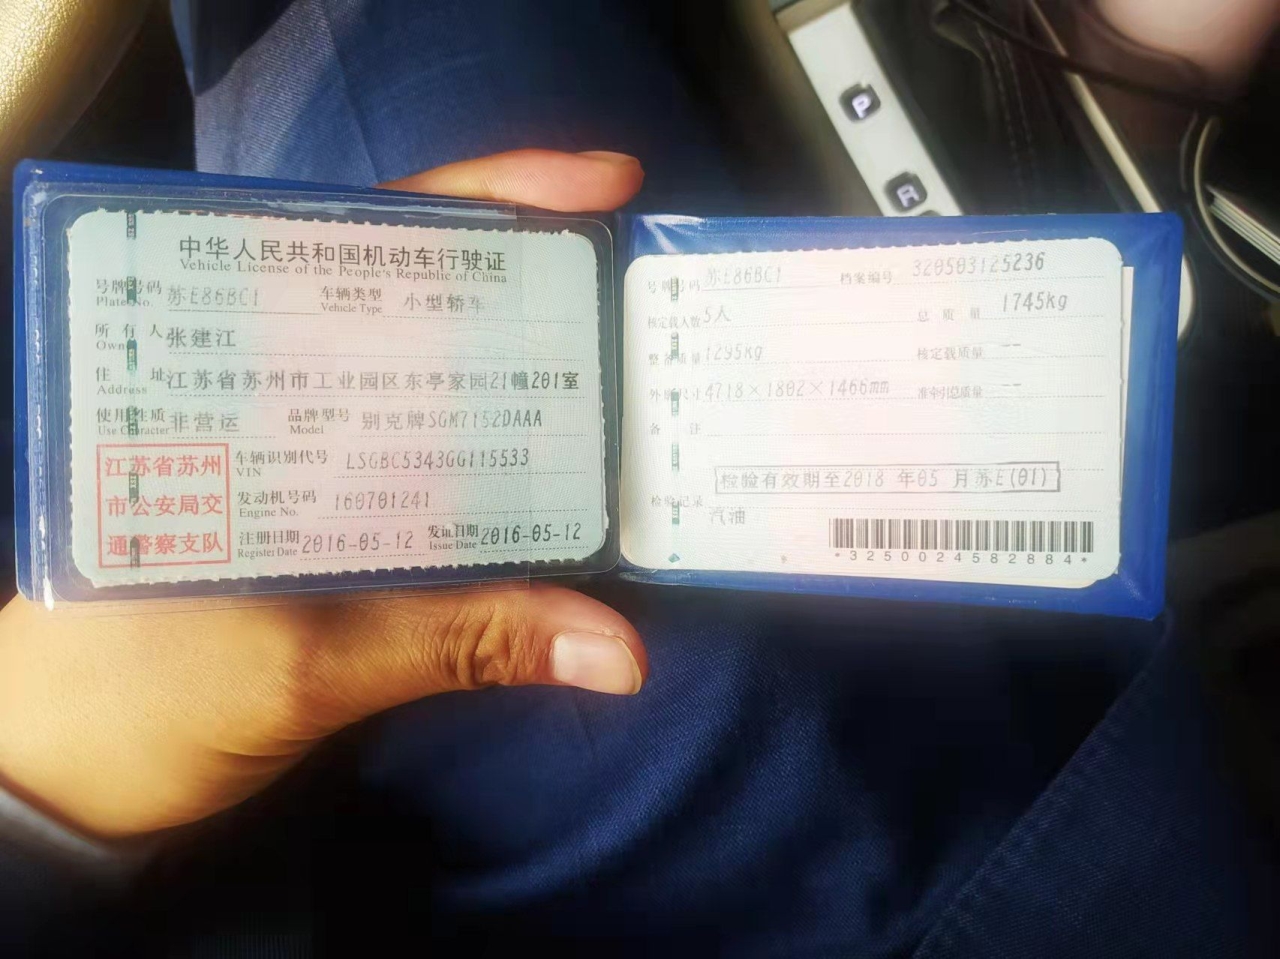 中华人民共和国机动车行驶证
Vehicle License of the People's Republic of China
号牌号码 苏E86BC1 车辆类型 小型轿车
Plate No. Vehicle Type
所有人 张建江
Owner
住址 江苏省苏州市工业园区东亭家园21幢201室
Address
使用性质 非营运 品牌型号 别克牌SGM7152DAAA
Use Character Model
江苏省苏州
市公安局交
通警察支队
车辆识别代号 LSGBC5343GG115533
VIN
发动机号码 160701241
Engine No.
注册日期 2016-05-12 发证日期 2016-05-12
Register Date Issue Date
号牌号码 苏E86BC1 档案编号 320503125236
核定载人数 5人 总质量 1745kg
整备质量 1295kg 核定载质量 --
外廓尺寸 4718×1802×1466mm 准牵引总质量 --
备注
检验有效期至2018 年05 月苏E(01)
检验记录
汽油
*3250024582884*
P
R